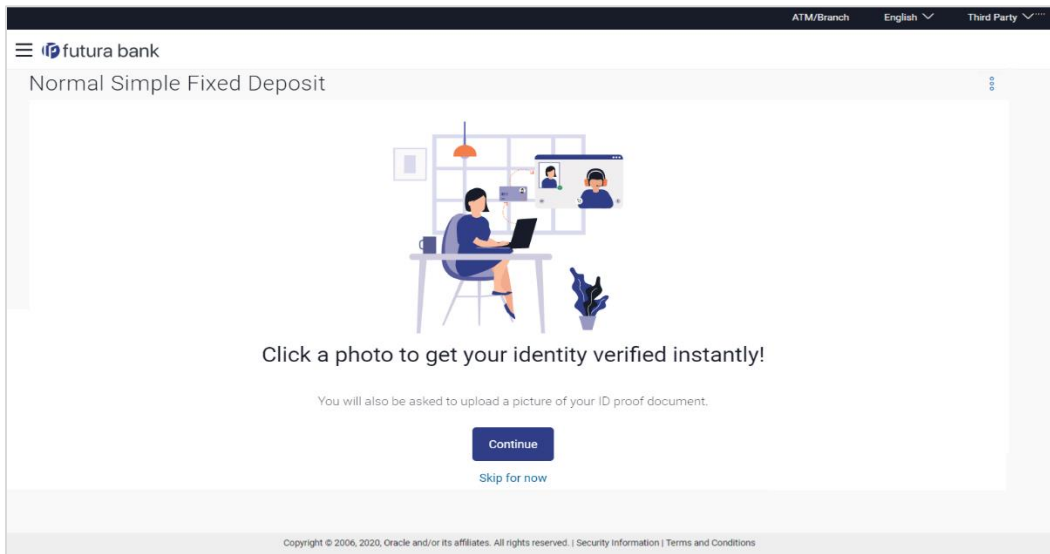 ATM/Branch English Third Party
futura bank
Normal Simple Fixed Deposit
Click a photo to get your identity verified instantly!
You will also be asked to upload a picture of your ID proof document.
Continue
Skip for now
Copyright © 2006, 2020, Oracle and/or its affiliates. All rights reserved. | Security Information | Terms and Conditions